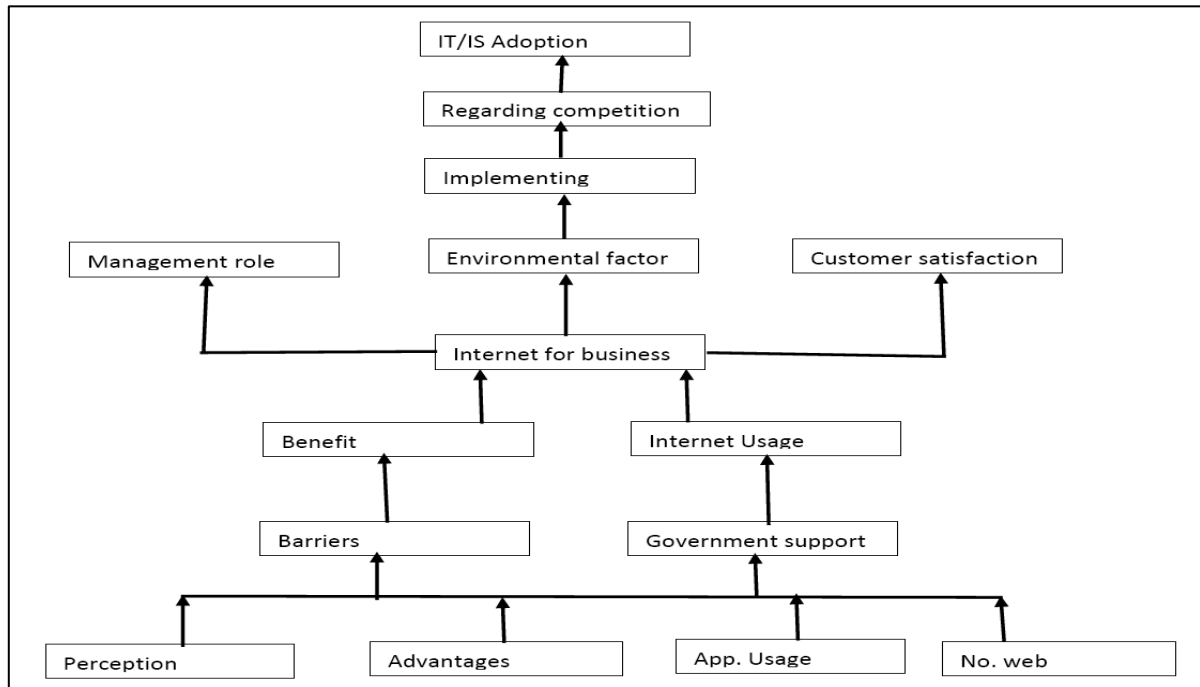 IT/IS Adoption
Regarding competition
Implementing
Management role
Environmental factor
Customer satisfaction
Internet for business
Benefit
Internet Usage
Barriers
Government support
Perception
Advantages
App. Usage
No. web